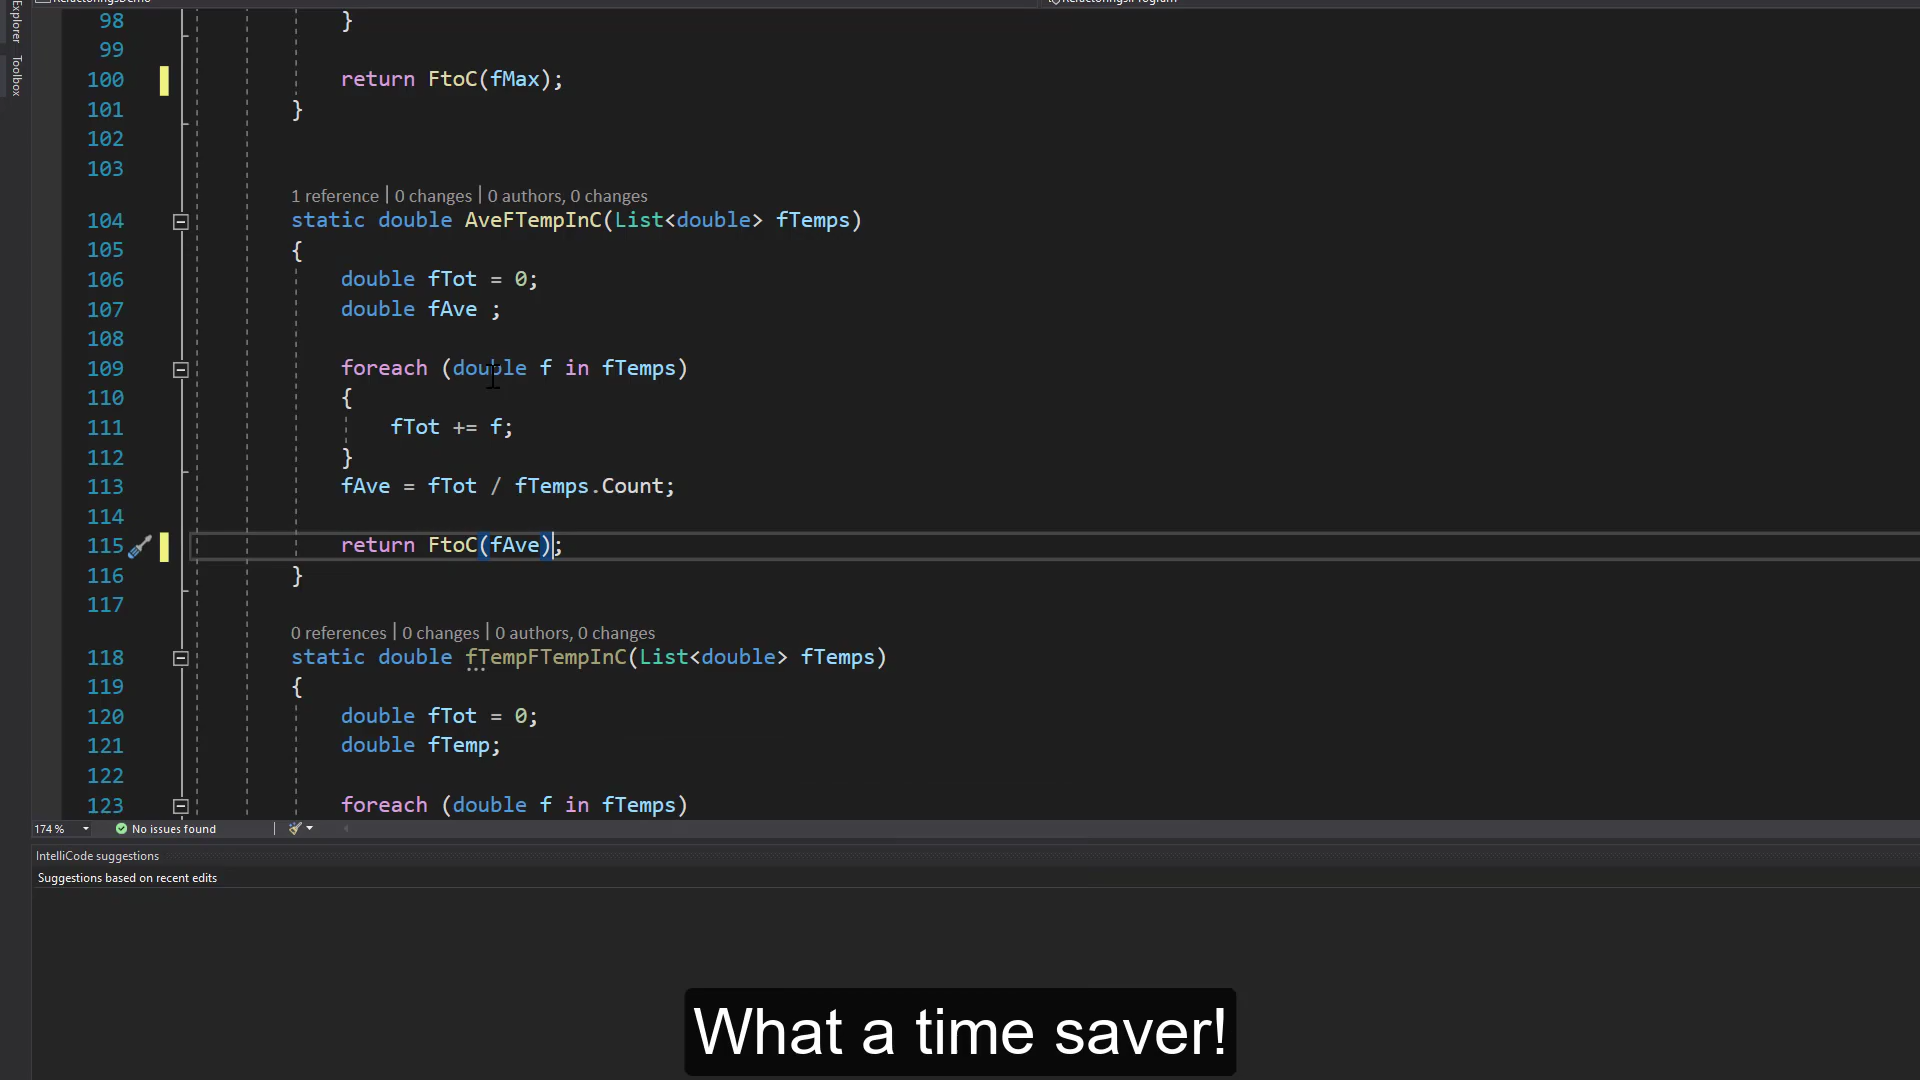 Explorer
Toolbox
98 }
99
100 return FtoC(fMax);
101 }
102
103
1 reference | 0 changes | 0 authors, 0 changes
104 static double AveFTempInC(List<double> fTemps)
105 {
106 double fTot = 0;
107 double fAve ;
108
109 foreach (double f in fTemps)
110 {
111 fTot += f;
112 }
113 fAve = fTot / fTemps.Count;
114
115 return FtoC(fAve);
116 }
117
0 references | 0 changes | 0 authors, 0 changes
118 static double fTempFTempInC(List<double> fTemps)
119 {
120 double fTot = 0;
121 double fTemp;
122
123 foreach (double f in fTemps)
174 % No issues found
IntelliCode suggestions
Suggestions based on recent edits
What a time saver!